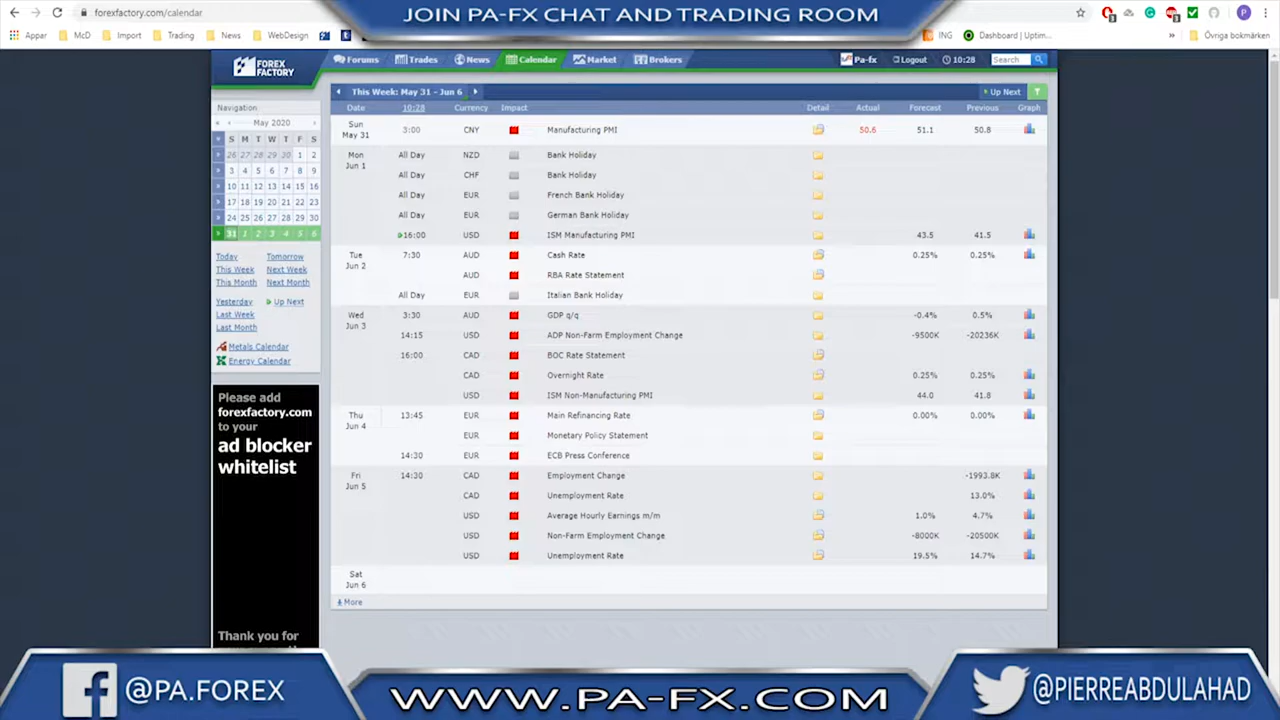 JOIN PA-FX CHAT AND TRADING ROOM
forexfactory.com/calendar
Appar McD Import Trading News WebDesign ING Dashboard | Uptim... » Övriga bokmärken
FOREX FACTORY Forums Trades News Calendar Market Brokers Pa-fx Logout 10:28 Search
Navigation
« ‹ May 2020 ›
S M T W T F S
26 27 28 29 30 1 2
3 4 5 6 7 8 9
10 11 12 13 14 15 16
17 18 19 20 21 22 23
24 25 26 27 28 29 30
31 1 2 3 4 5 6
Today Tomorrow
This Week Next Week
This Month Next Month
Yesterday Up Next
Last Week
Last Month
Metals Calendar
Energy Calendar
Please add
forexfactory.com
to your
ad blocker
whitelist
Thank you for
This Week: May 31 - Jun 6 Up Next
Date 10:28 Currency Impact Detail Actual Forecast Previous Graph
Sun May 31 3:00 CNY Manufacturing PMI 50.6 51.1 50.8
Mon Jun 1 All Day NZD Bank Holiday
All Day CHF Bank Holiday
All Day EUR French Bank Holiday
All Day EUR German Bank Holiday
16:00 USD ISM Manufacturing PMI 43.5 41.5
Tue Jun 2 7:30 AUD Cash Rate 0.25% 0.25%
AUD RBA Rate Statement
All Day EUR Italian Bank Holiday
Wed Jun 3 3:30 AUD GDP q/q -0.4% 0.5%
14:15 USD ADP Non-Farm Employment Change -9500K -20236K
16:00 CAD BOC Rate Statement
CAD Overnight Rate 0.25% 0.25%
USD ISM Non-Manufacturing PMI 44.0 41.8
Thu Jun 4 13:45 EUR Main Refinancing Rate 0.00% 0.00%
EUR Monetary Policy Statement
14:30 EUR ECB Press Conference
Fri Jun 5 14:30 CAD Employment Change -1993.8K
CAD Unemployment Rate 13.0%
USD Average Hourly Earnings m/m 1.0% 4.7%
USD Non-Farm Employment Change -8000K -20500K
USD Unemployment Rate 19.5% 14.7%
Sat Jun 6
More
@PA.FOREX
WWW.PA-FX.COM
@PIERREABDULAHAD